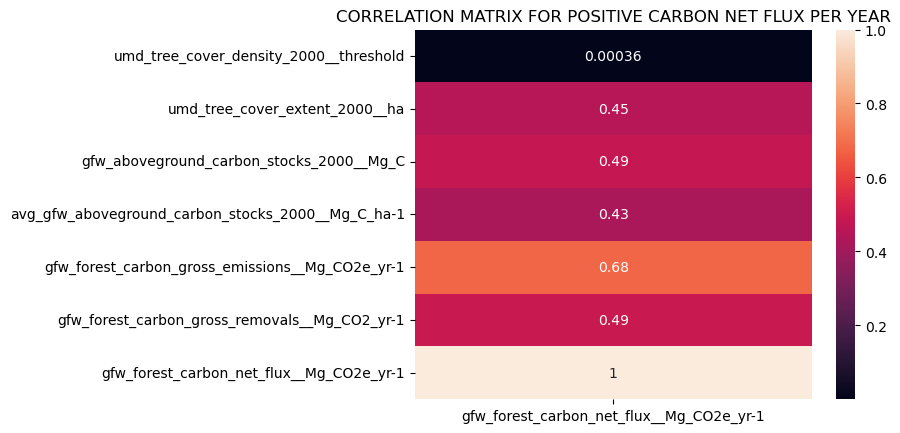 CORRELATION MATRIX FOR POSITIVE CARBON NET FLUX PER YEAR
umd_tree_cover_density_2000__threshold
0.00036
umd_tree_cover_extent_2000__ha
0.45
gfw_aboveground_carbon_stocks_2000__Mg_C
0.49
avg_gfw_aboveground_carbon_stocks_2000__Mg_C_ha-1
0.43
gfw_forest_carbon_gross_emissions__Mg_CO2e_yr-1
0.68
gfw_forest_carbon_gross_removals__Mg_CO2_yr-1
0.49
gfw_forest_carbon_net_flux__Mg_CO2e_yr-1
1
gfw_forest_carbon_net_flux__Mg_CO2e_yr-1
1.0
0.8
0.6
0.4
0.2